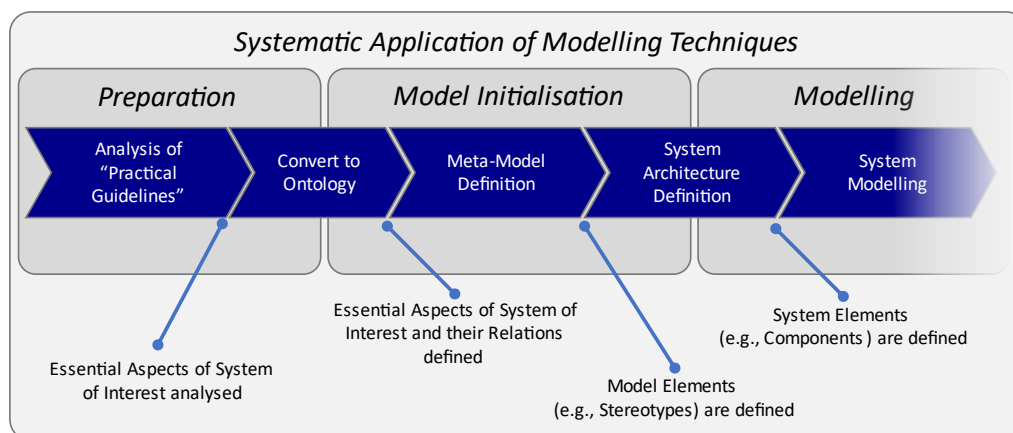 Systematic Application of Modelling Techniques
Preparation
Model Initialisation
Modelling
Analysis of
“Practical
Guidelines”
Convert to
Ontology
Meta-Model
Definition
System
Architecture
Definition
System
Modelling
Essential Aspects of System
of Interest analysed
Essential Aspects of System of
Interest and their Relations
defined
Model Elements
(e.g., Stereotypes) are defined
System Elements
(e.g., Components ) are defined